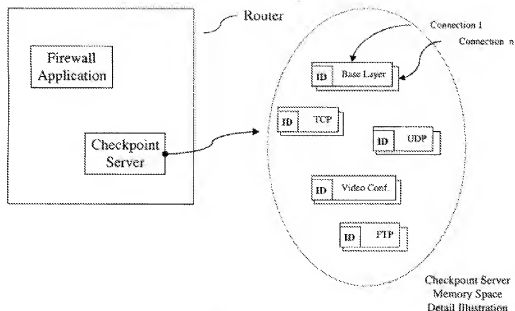 Router
Firewall
Application
Checkpoint
Server
Connection 1
Connection n
ID Base Layer
ID TCP
ID UDP
ID Video Conf.
ID FTP
Checkpoint Server
Memory Space
Detail Illustration